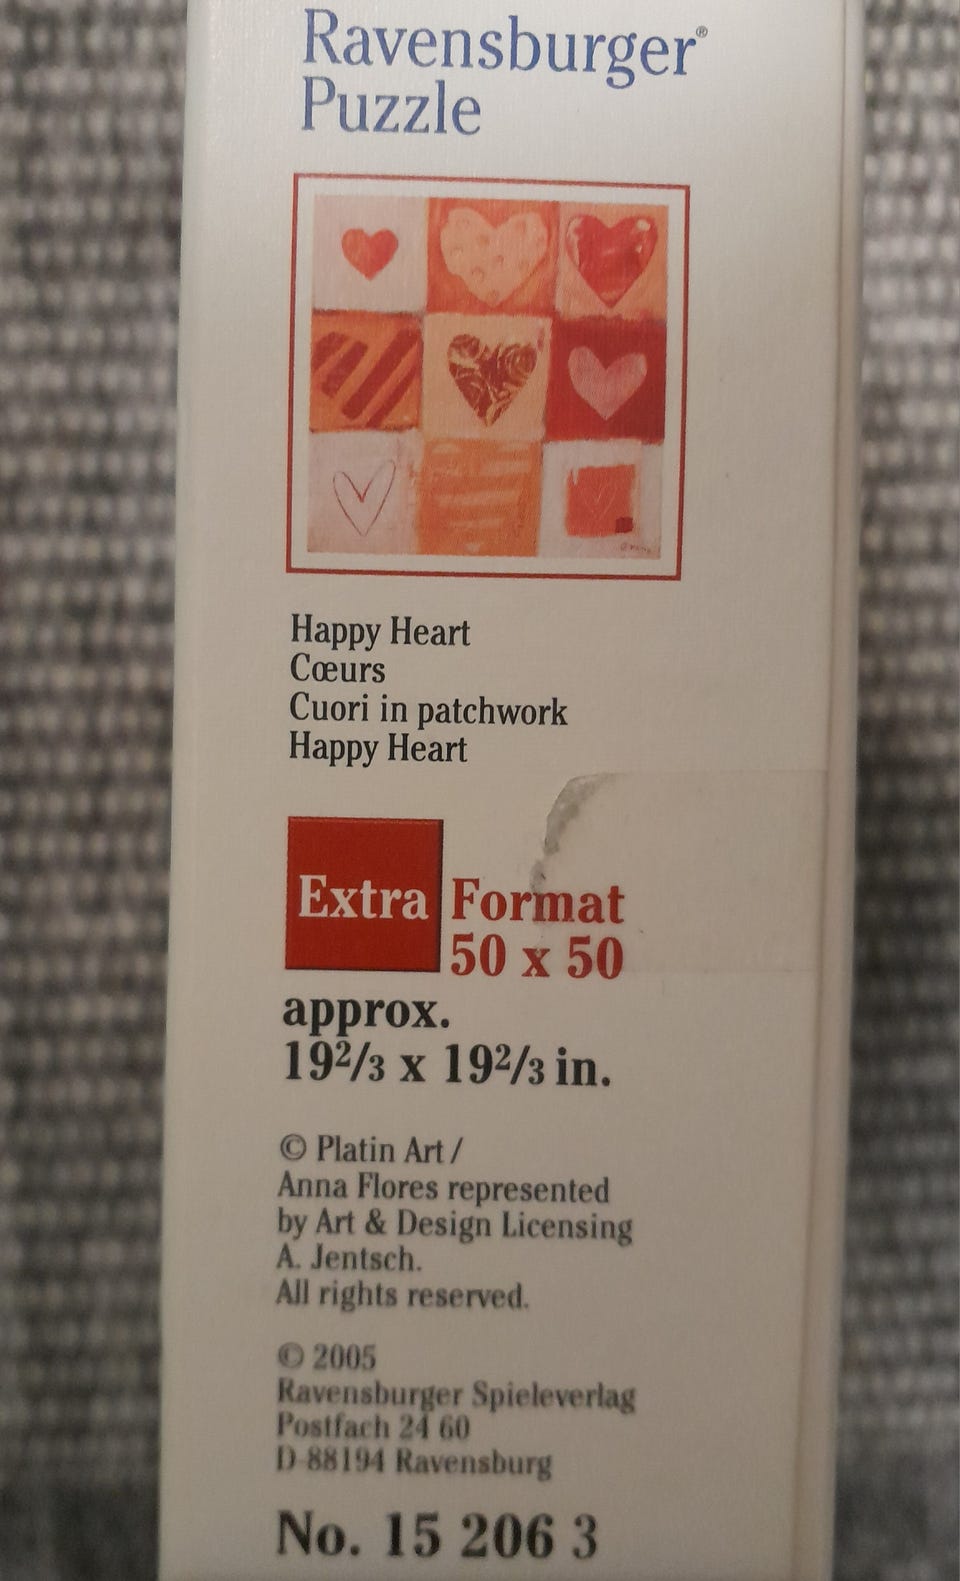 Ravensburger®
Puzzle
Happy Heart
Cœurs
Cuori in patchwork
Happy Heart
Extra Format
50 x 50
approx.
19²/₃ x 19²/₃ in.
© Platin Art /
Anna Flores represented
by Art & Design Licensing
A. Jentsch.
All rights reserved.
© 2005
Ravensburger Spieleverlag
Postfach 24 60
D-88194 Ravensburg
No. 15 206 3